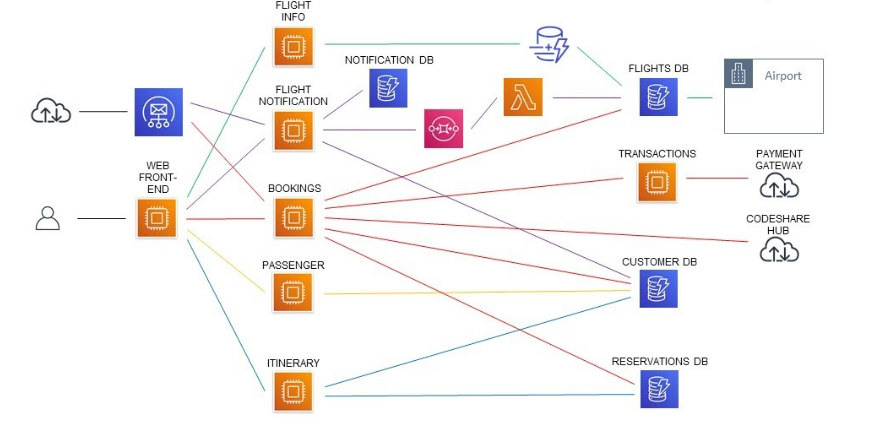 FLIGHT
INFO
NOTIFICATION DB
FLIGHTS DB
Airport
FLIGHT
NOTIFICATION
WEB
FRONT-
END
TRANSACTIONS
PAYMENT
GATEWAY
BOOKINGS
CODESHARE
HUB
PASSENGER
CUSTOMER DB
ITINERARY
RESERVATIONS DB